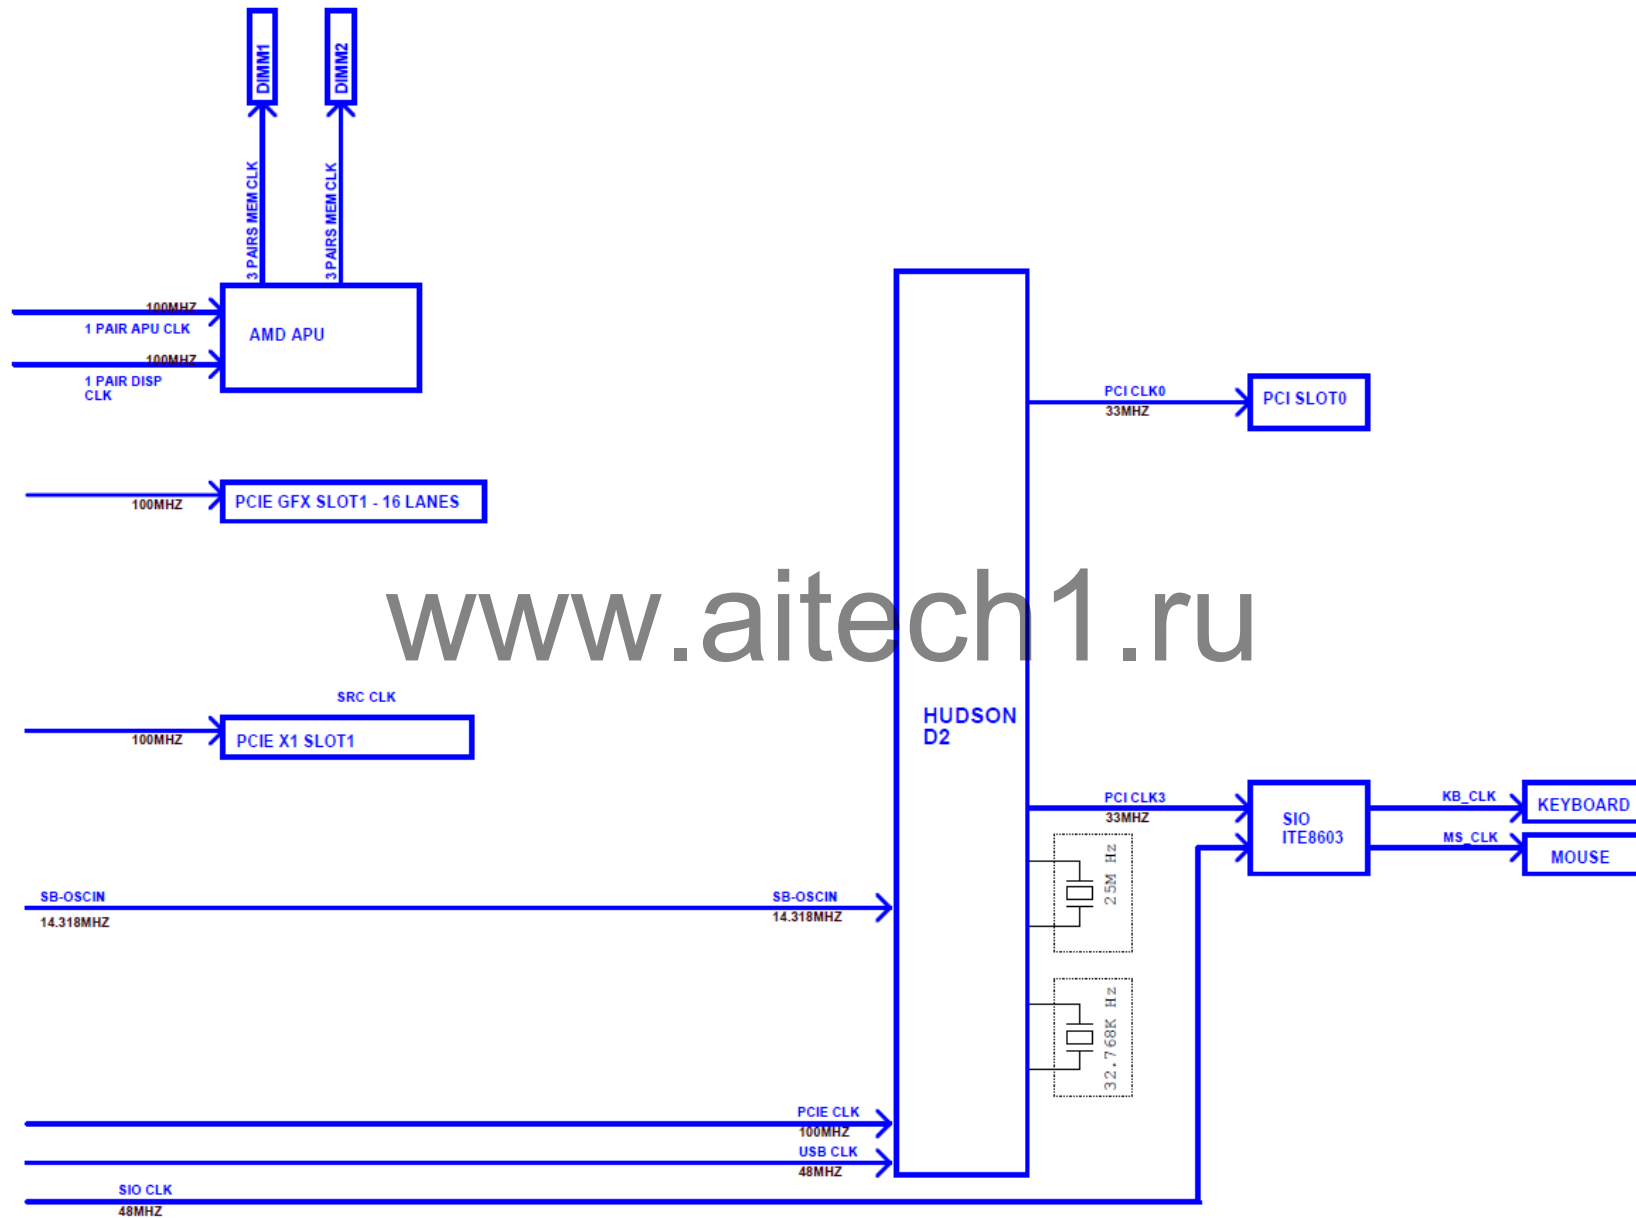 DIMM1
DIMM2
3 PAIRS MEM CLK
3 PAIRS MEM CLK
100MHZ
1 PAIR APU CLK
AMD APU
100MHZ
1 PAIR DISP
CLK
PCI CLK0
33MHZ
PCI SLOT0
100MHZ
PCIE GFX SLOT1 - 16 LANES
www.aitech1.ru
SRC CLK
100MHZ
PCIE X1 SLOT1
HUDSON
D2
PCI CLK3
33MHZ
SIO
ITE8603
KB_CLK
KEYBOARD
MS_CLK
MOUSE
25M Hz
SB-OSCIN
14.318MHZ
SB-OSCIN
14.318MHZ
32.768K Hz
PCIE CLK
100MHZ
USB CLK
48MHZ
SIO CLK
48MHZ